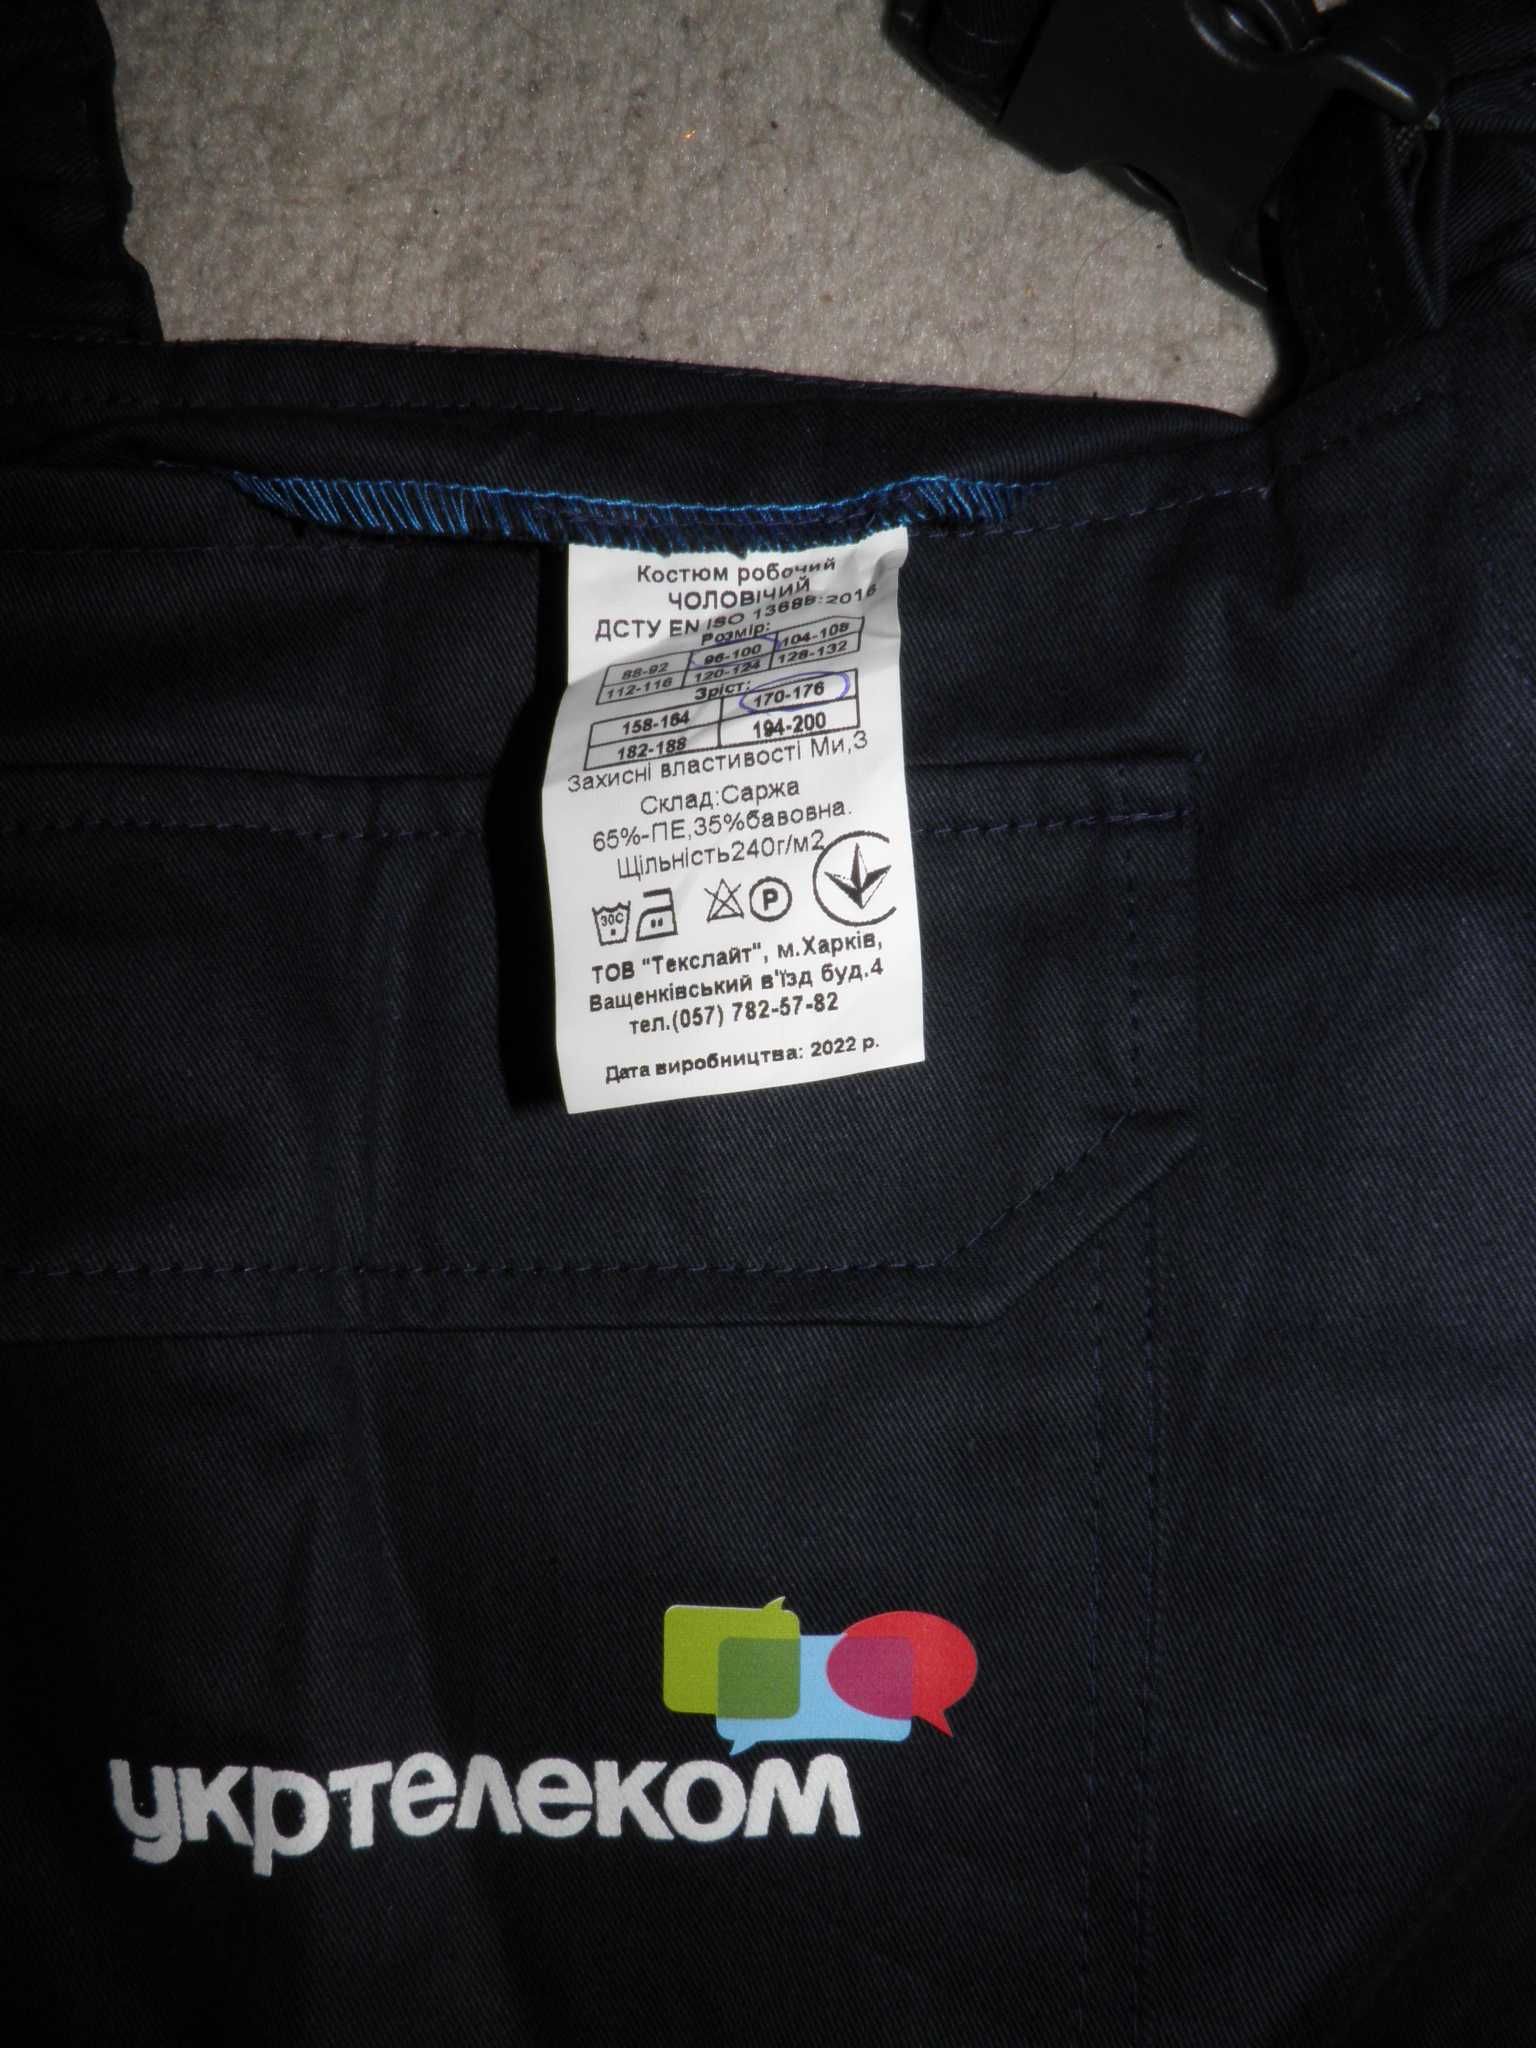 Костюм робочий
ЧОЛОВІЧИЙ
ДСТУ EN ISO 13688:2016
Розмір:
88-92 96-100 104-108
112-116 120-124 128-132
Зріст:
158-164 170-176
182-188 194-200
Захисні властивості Ми,З
Склад:Саржа
65%-ПЕ,35%бавовна.
Щільність240г/м2
30С P
ТОВ "Текслайт", м.Харків,
Ващенківський в'їзд буд.4
тел.(057) 782-57-82
Дата виробництва: 2022 р.
укртелеком